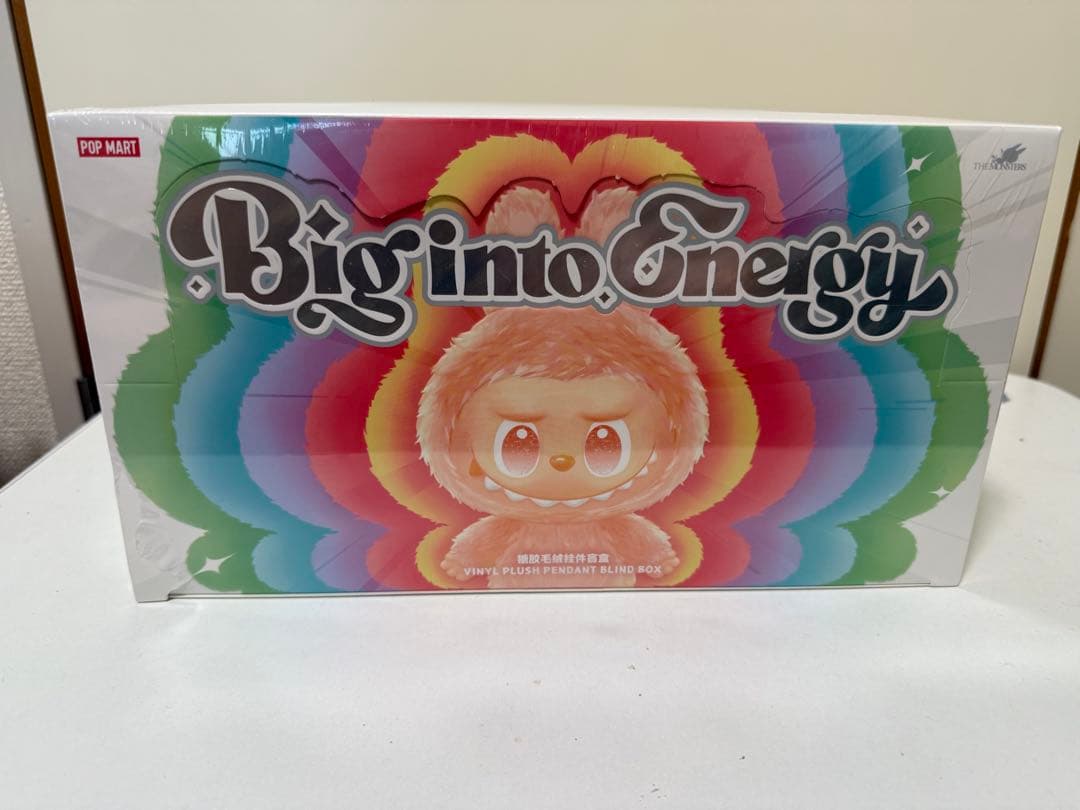 POP MART
THE MONSTERS
Big into Energy
糖胶毛绒挂件盲盒
VINYL PLUSH PENDANT BLIND BOX